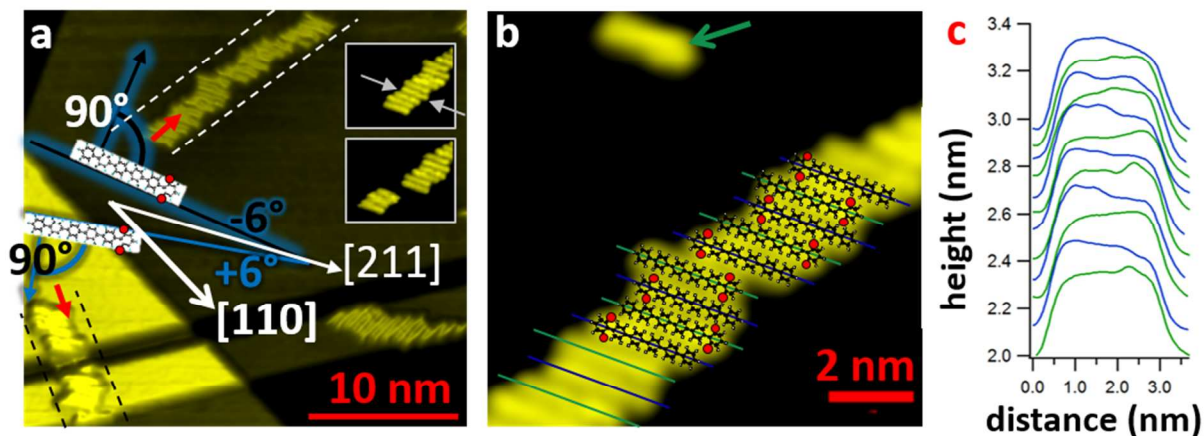 a
90°
-6°
90°
+6°
[211]
[110]
10 nm
b
2 nm
c
3.4
3.2
3.0
2.8
2.6
2.4
2.2
2.0
height (nm)
0.0 1.0 2.0 3.0
distance (nm)